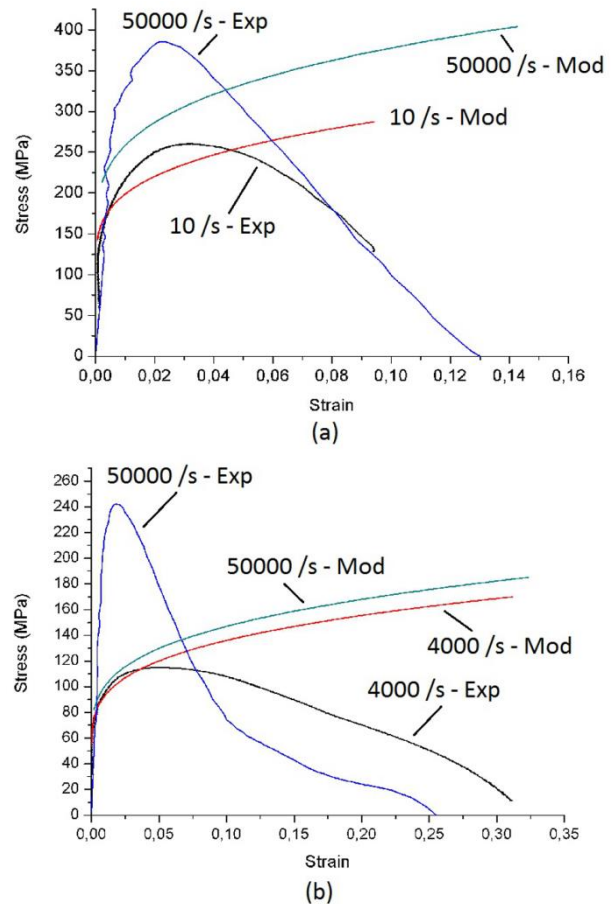 50000 /s - Exp
400
350
300
250
200
150
100
50
0
Stress (MPa)
50000 /s - Mod
10 /s - Mod
10 /s - Exp
0,00 0,02 0,04 0,06 0,08 0,10 0,12 0,14 0,16
Strain
(a)
260
240
220
200
180
160
140
120
100
80
60
40
20
0
Stress (MPa)
50000 /s - Exp
50000 /s - Mod
4000 /s - Mod
4000 /s - Exp
0,00 0,05 0,10 0,15 0,20 0,25 0,30 0,35
Strain
(b)